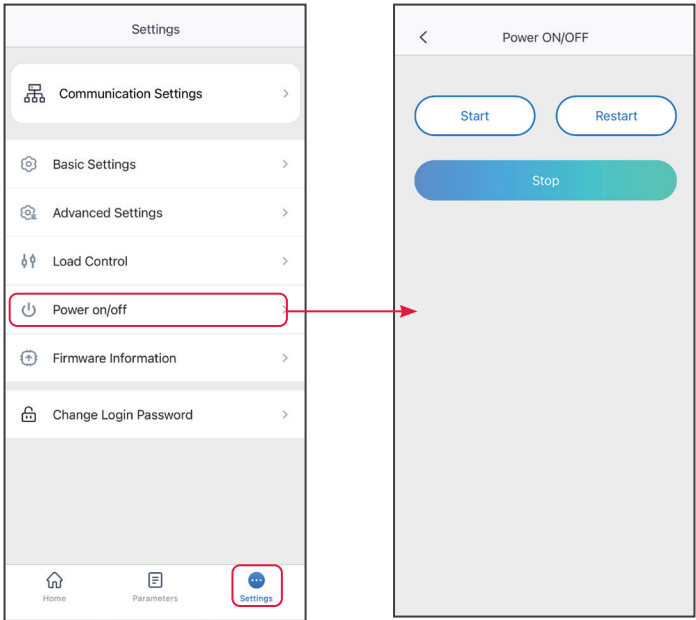 Settings
Communication Settings
Basic Settings
Advanced Settings
Load Control
Power on/off
Firmware Information
Change Login Password
Home
Parameters
Settings
Power ON/OFF
Start
Restart
Stop